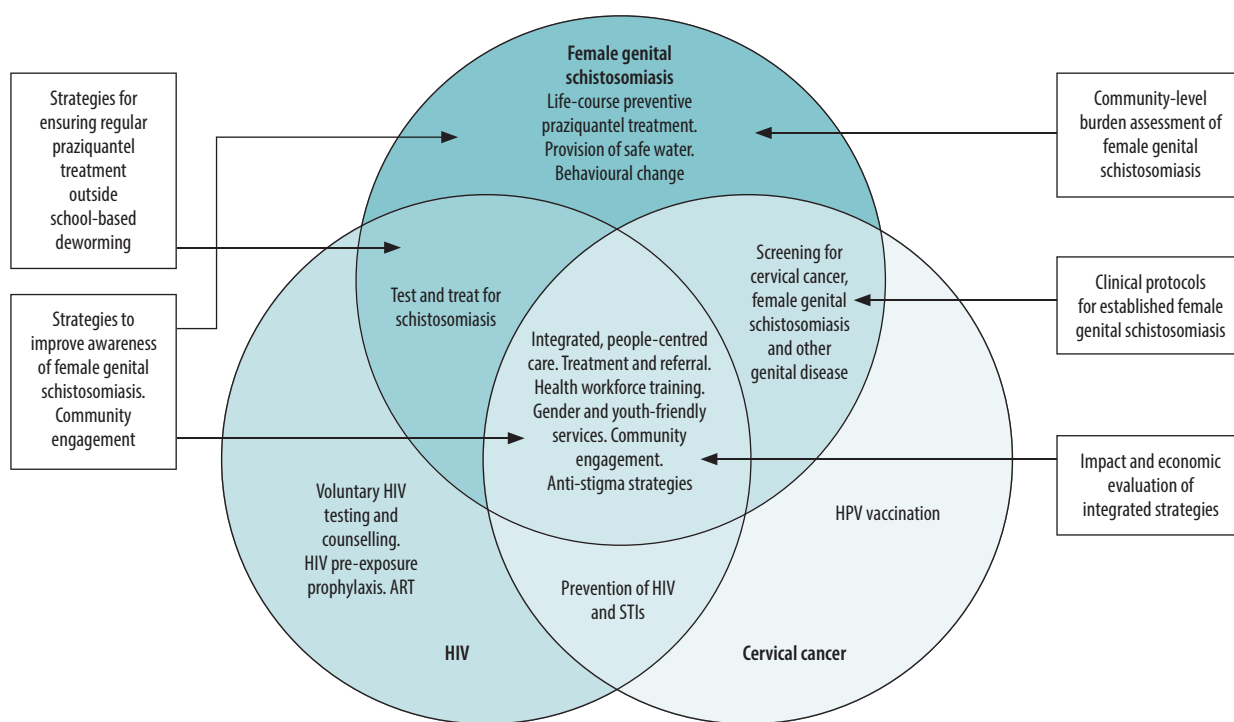 Female genital
schistosomiasis
Life-course preventive
praziquantel treatment.
Provision of safe water.
Behavioural change
Strategies for
ensuring regular
praziquantel
treatment
outside
school-based
deworming
Community-level
burden assessment of
female genital
schistosomiasis
Test and treat for
schistosomiasis
Screening for
cervical cancer,
female genital
schistosomiasis
and other
genital disease
Clinical protocols
for established female
genital schistosomiasis
Strategies to
improve awareness
of female genital
schistosomiasis.
Community
engagement
Integrated, people-centred
care. Treatment and referral.
Health workforce training.
Gender and youth-friendly
services. Community
engagement.
Anti-stigma strategies
Impact and economic
evaluation of
integrated strategies
Voluntary HIV
testing and
counselling.
HIV pre-exposure
prophylaxis. ART
HPV vaccination
Prevention of HIV
and STIs
HIV
Cervical cancer